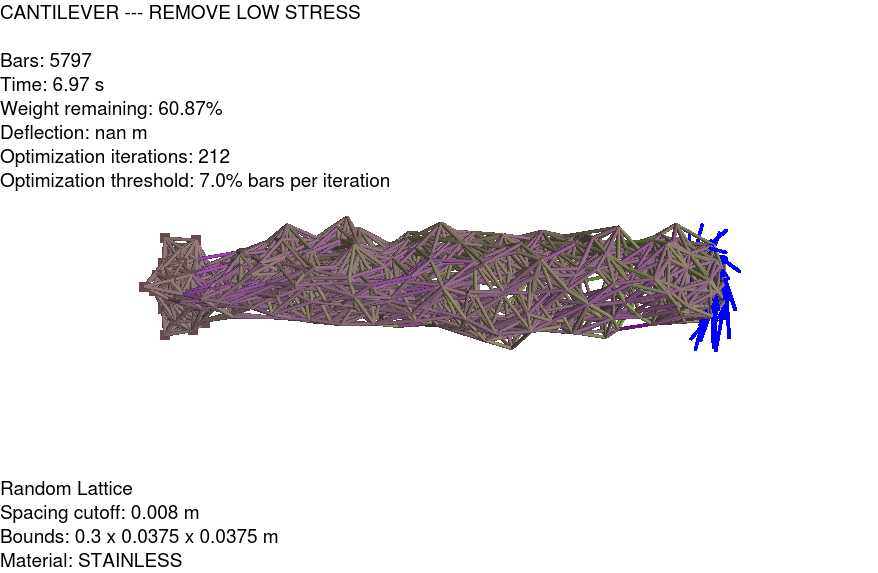 CANTILEVER --- REMOVE LOW STRESS
Bars: 5797
Time: 6.97 s
Weight remaining: 60.87%
Deflection: nan m
Optimization iterations: 212
Optimization threshold: 7.0% bars per iteration
Random Lattice
Spacing cutoff: 0.008 m
Bounds: 0.3 x 0.0375 x 0.0375 m
Material: STAINLESS